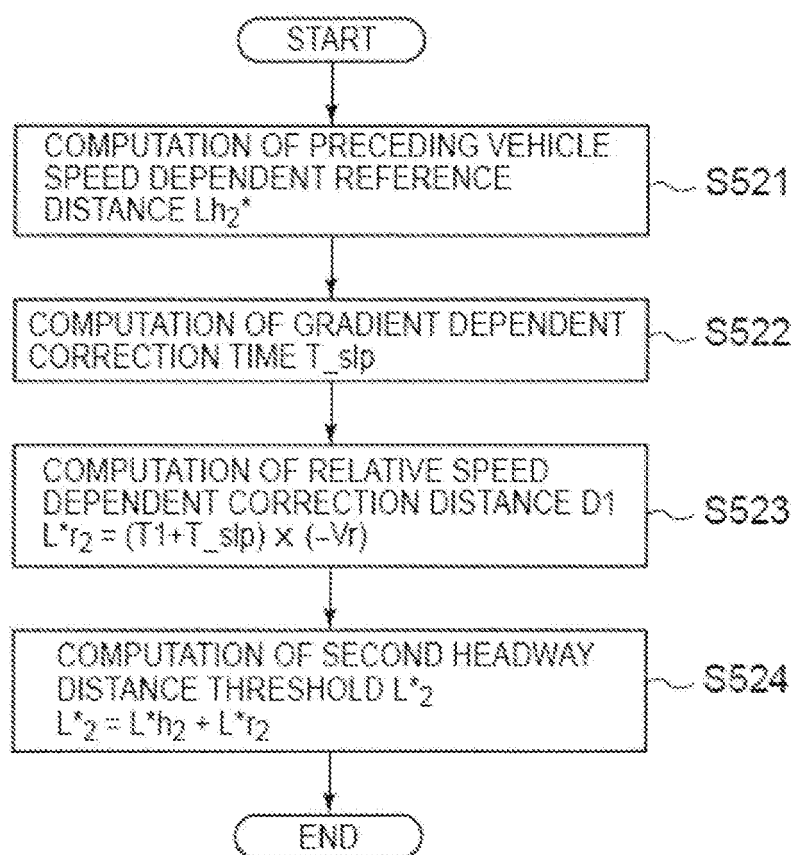 START
COMPUTATION OF PRECEDING VEHICLE
SPEED DEPENDENT REFERENCE
DISTANCE Lh₂*
S521
COMPUTATION OF GRADIENT DEPENDENT
CORRECTION TIME T_slp
S522
COMPUTATION OF RELATIVE SPEED
DEPENDENT CORRECTION DISTANCE D1
L*r₂ = (T1+T_slp) × (–Vr)
S523
COMPUTATION OF SECOND HEADWAY
DISTANCE THRESHOLD L*₂
L*₂ = L*h₂ + L*r₂
S524
END